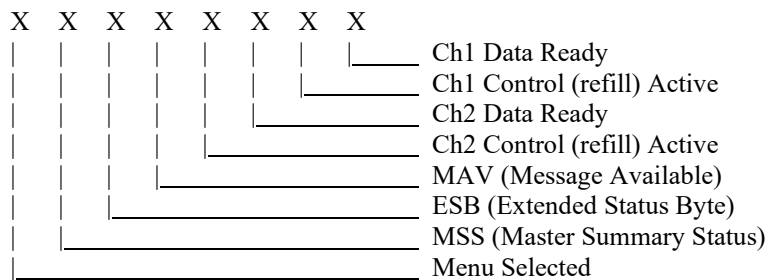 X X X X X X X X
Ch1 Data Ready
Ch1 Control (refill) Active
Ch2 Data Ready
Ch2 Control (refill) Active
MAV (Message Available)
ESB (Extended Status Byte)
MSS (Master Summary Status)
Menu Selected